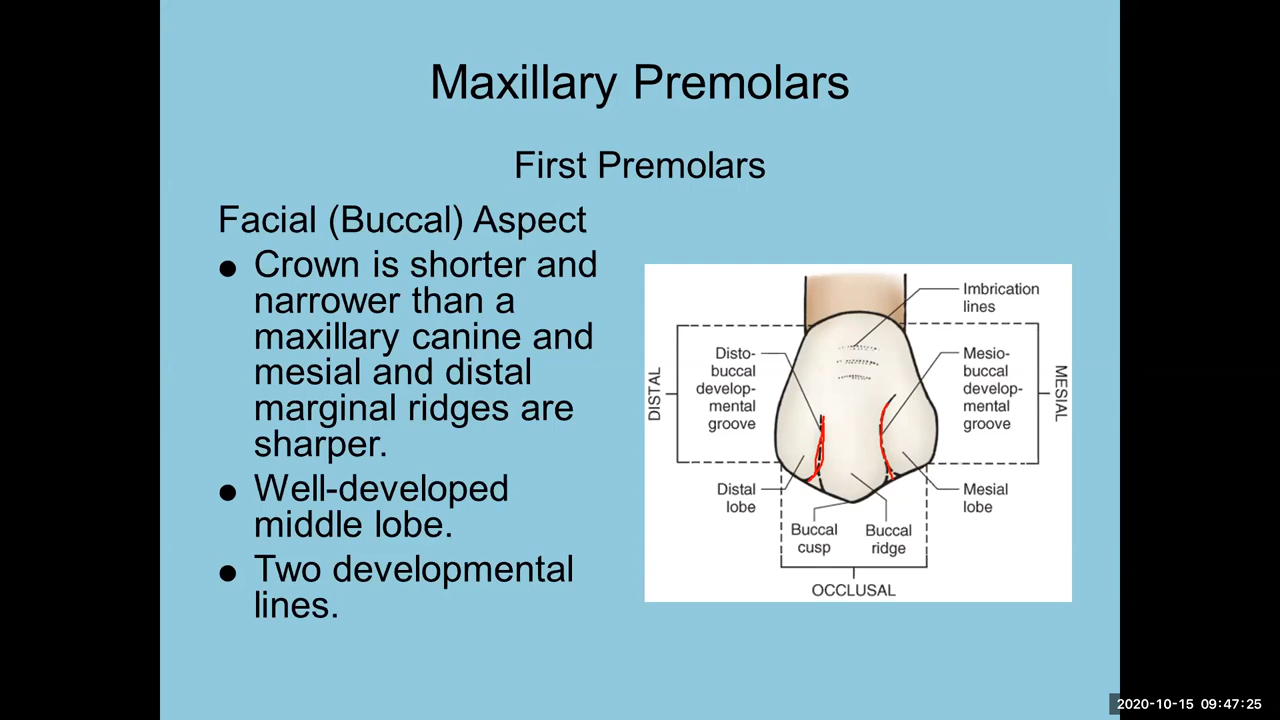 Maxillary Premolars
First Premolars
Facial (Buccal) Aspect
● Crown is shorter and
narrower than a
maxillary canine and
mesial and distal
marginal ridges are
sharper.
● Well-developed
middle lobe.
● Two developmental
lines.
Imbrication
lines
Disto-
buccal
develop-
mental
groove
Mesio-
buccal
develop-
mental
groove
DISTAL
MESIAL
Distal
lobe
Mesial
lobe
Buccal
cusp
Buccal
ridge
OCCLUSAL
2020-10-15 09:47:25